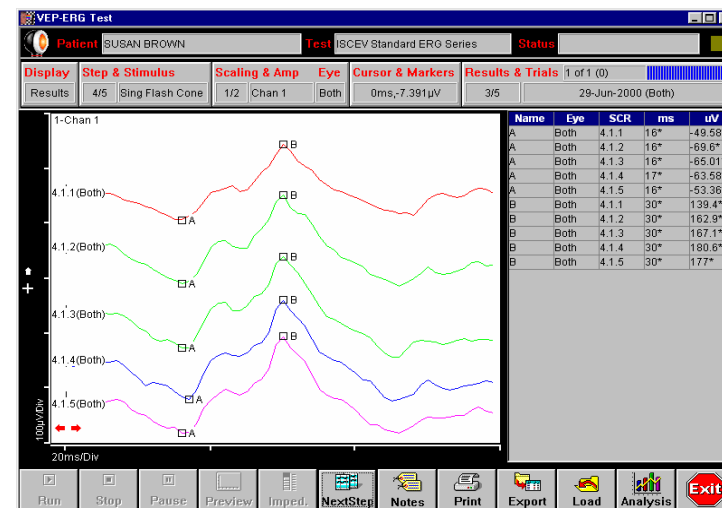 VEP-ERG Test
Patient SUSAN BROWN Test ISCEV Standard ERG Series Status
Display Step & Stimulus Scaling & Amp Eye Cursor & Markers Results & Trials 1 of 1 (0)
Results 4/5 Sing Flash Cone 1/2 Chan 1 Both 0ms,-7.391µV 3/5 29-Jun-2000 (Both)
1-Chan 1
B
4.1.1(Both)
A
B
4.1.2(Both)
A
B
4.1.3(Both)
A
B
4.1.4(Both)
A
B
4.1.5(Both)
A
100µV/Div
20ms/Div
Name Eye SCR ms uV
A Both 4.1.1 16* -49.58
A Both 4.1.2 16* -69.6*
A Both 4.1.3 16* -65.01
A Both 4.1.4 17* -63.58
A Both 4.1.5 16* -53.36
B Both 4.1.1 30* 139.4*
B Both 4.1.2 30* 162.9*
B Both 4.1.3 30* 167.1*
B Both 4.1.4 30* 180.6*
B Both 4.1.5 30* 177*
Run Stop Pause Preview Imped. NextStep Notes Print Export Load Analysis Exit